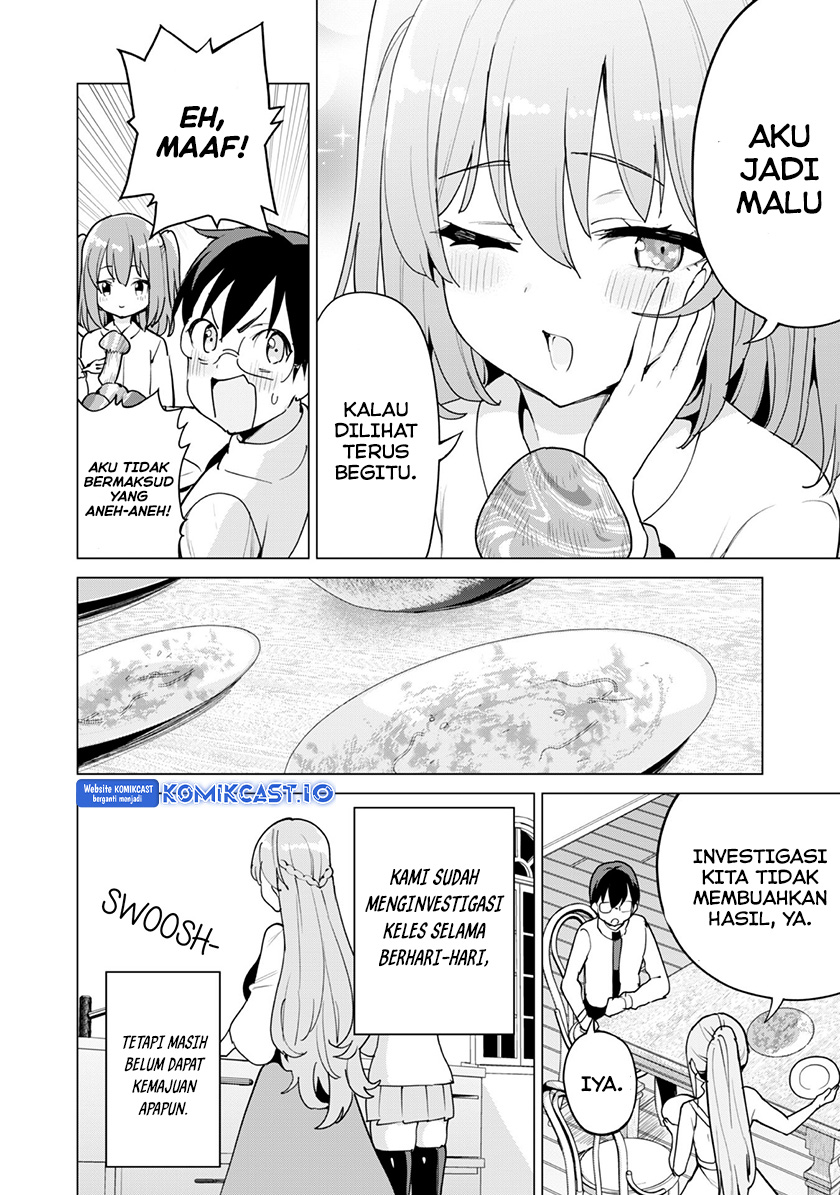 AKU
JADI
MALU
KALAU
DILIHAT
TERUS
BEGITU.
EH,
MAAF!
AKU TIDAK
BERMAKSUD
YANG
ANEH-ANEH!
Website KOMIKCAST
berganti menjadi
KOMIKCAST.IO
INVESTIGASI
KITA TIDAK
MEMBUAHKAN
HASIL, YA.
IYA.
KAMI SUDAH
MENGINVESTIGASI
KELES SELAMA
BERHARI-HARI,
SWOOSH-
TETAPI MASIH
BELUM DAPAT
KEMAJUAN
APAPUN.